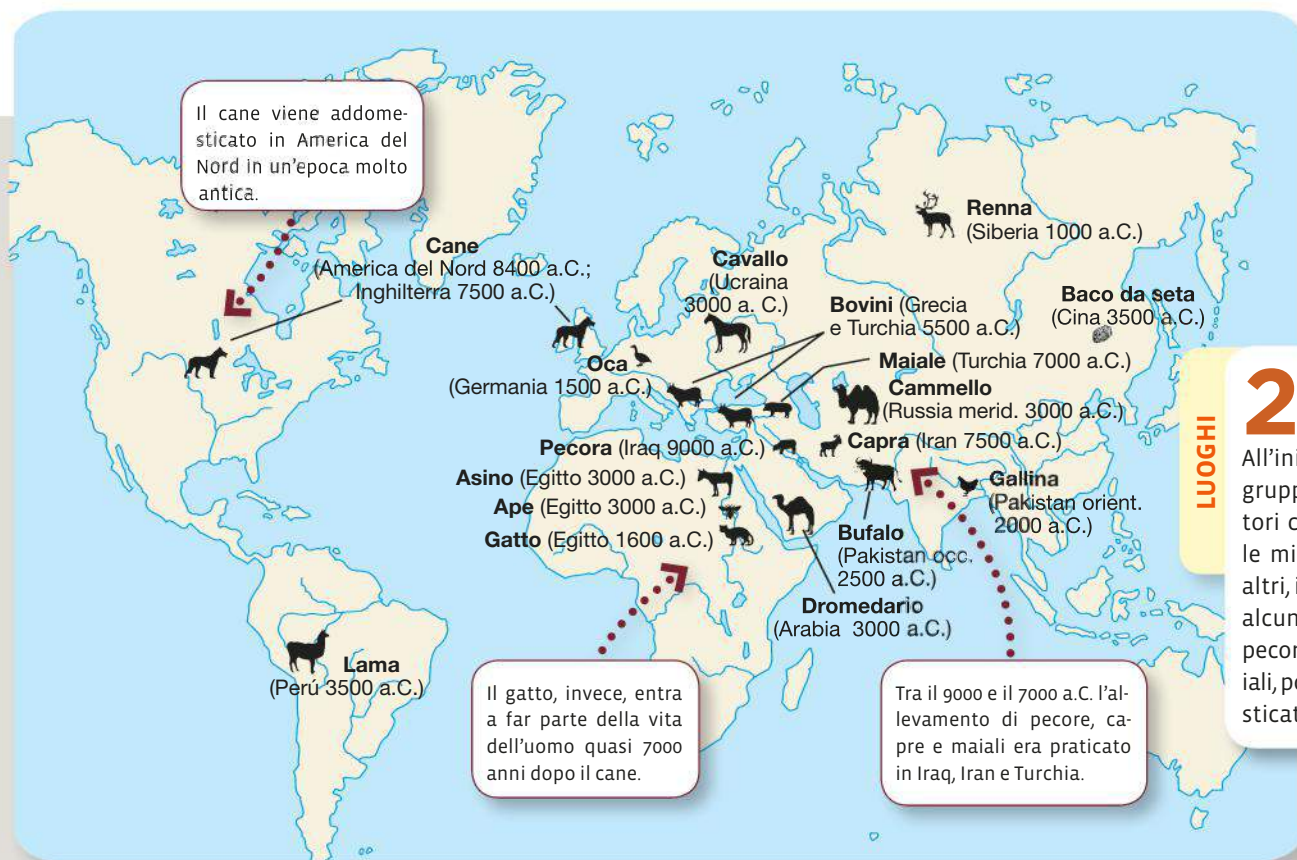 Il cane viene addome-
sticato in America del
Nord in un'epoca molto
antica.
Cane
(America del Nord 8400 a.C.;
Inghilterra 7500 a.C.)
Renna
(Siberia 1000 a.C.)
Cavallo
(Ucraina
3000 a. C.)
Bovini (Grecia
e Turchia 5500 a.C.)
Baco da seta
(Cina 3500 a.C.)
Oca
(Germania 1500 a.C.)
Maiale (Turchia 7000 a.C.)
Cammello
(Russia merid. 3000 a.C.)
Pecora (Iraq 9000 a.C.)
Capra (Iran 7500 a.C.)
Asino (Egitto 3000 a.C.)
Ape (Egitto 3000 a.C.)
Gatto (Egitto 1600 a.C.)
Gallina
(Pakistan orient.
2000 a.C.)
Bufalo
(Pakistan occ.
2500 a.C.)
Dromedario
(Arabia 3000 a.C.)
Lama
(Perú 3500 a.C.)
Il gatto, invece, entra
a far parte della vita
dell'uomo quasi 7000
anni dopo il cane.
Tra il 9000 e il 7000 a.C. l'al-
levamento di pecore, ca-
pre e maiali era praticato
in Iraq, Iran e Turchia.
LUOGHI
2
All'ini
grupp
tori c
le mi
altri, i
alcun
pecor
iali, po
sticat